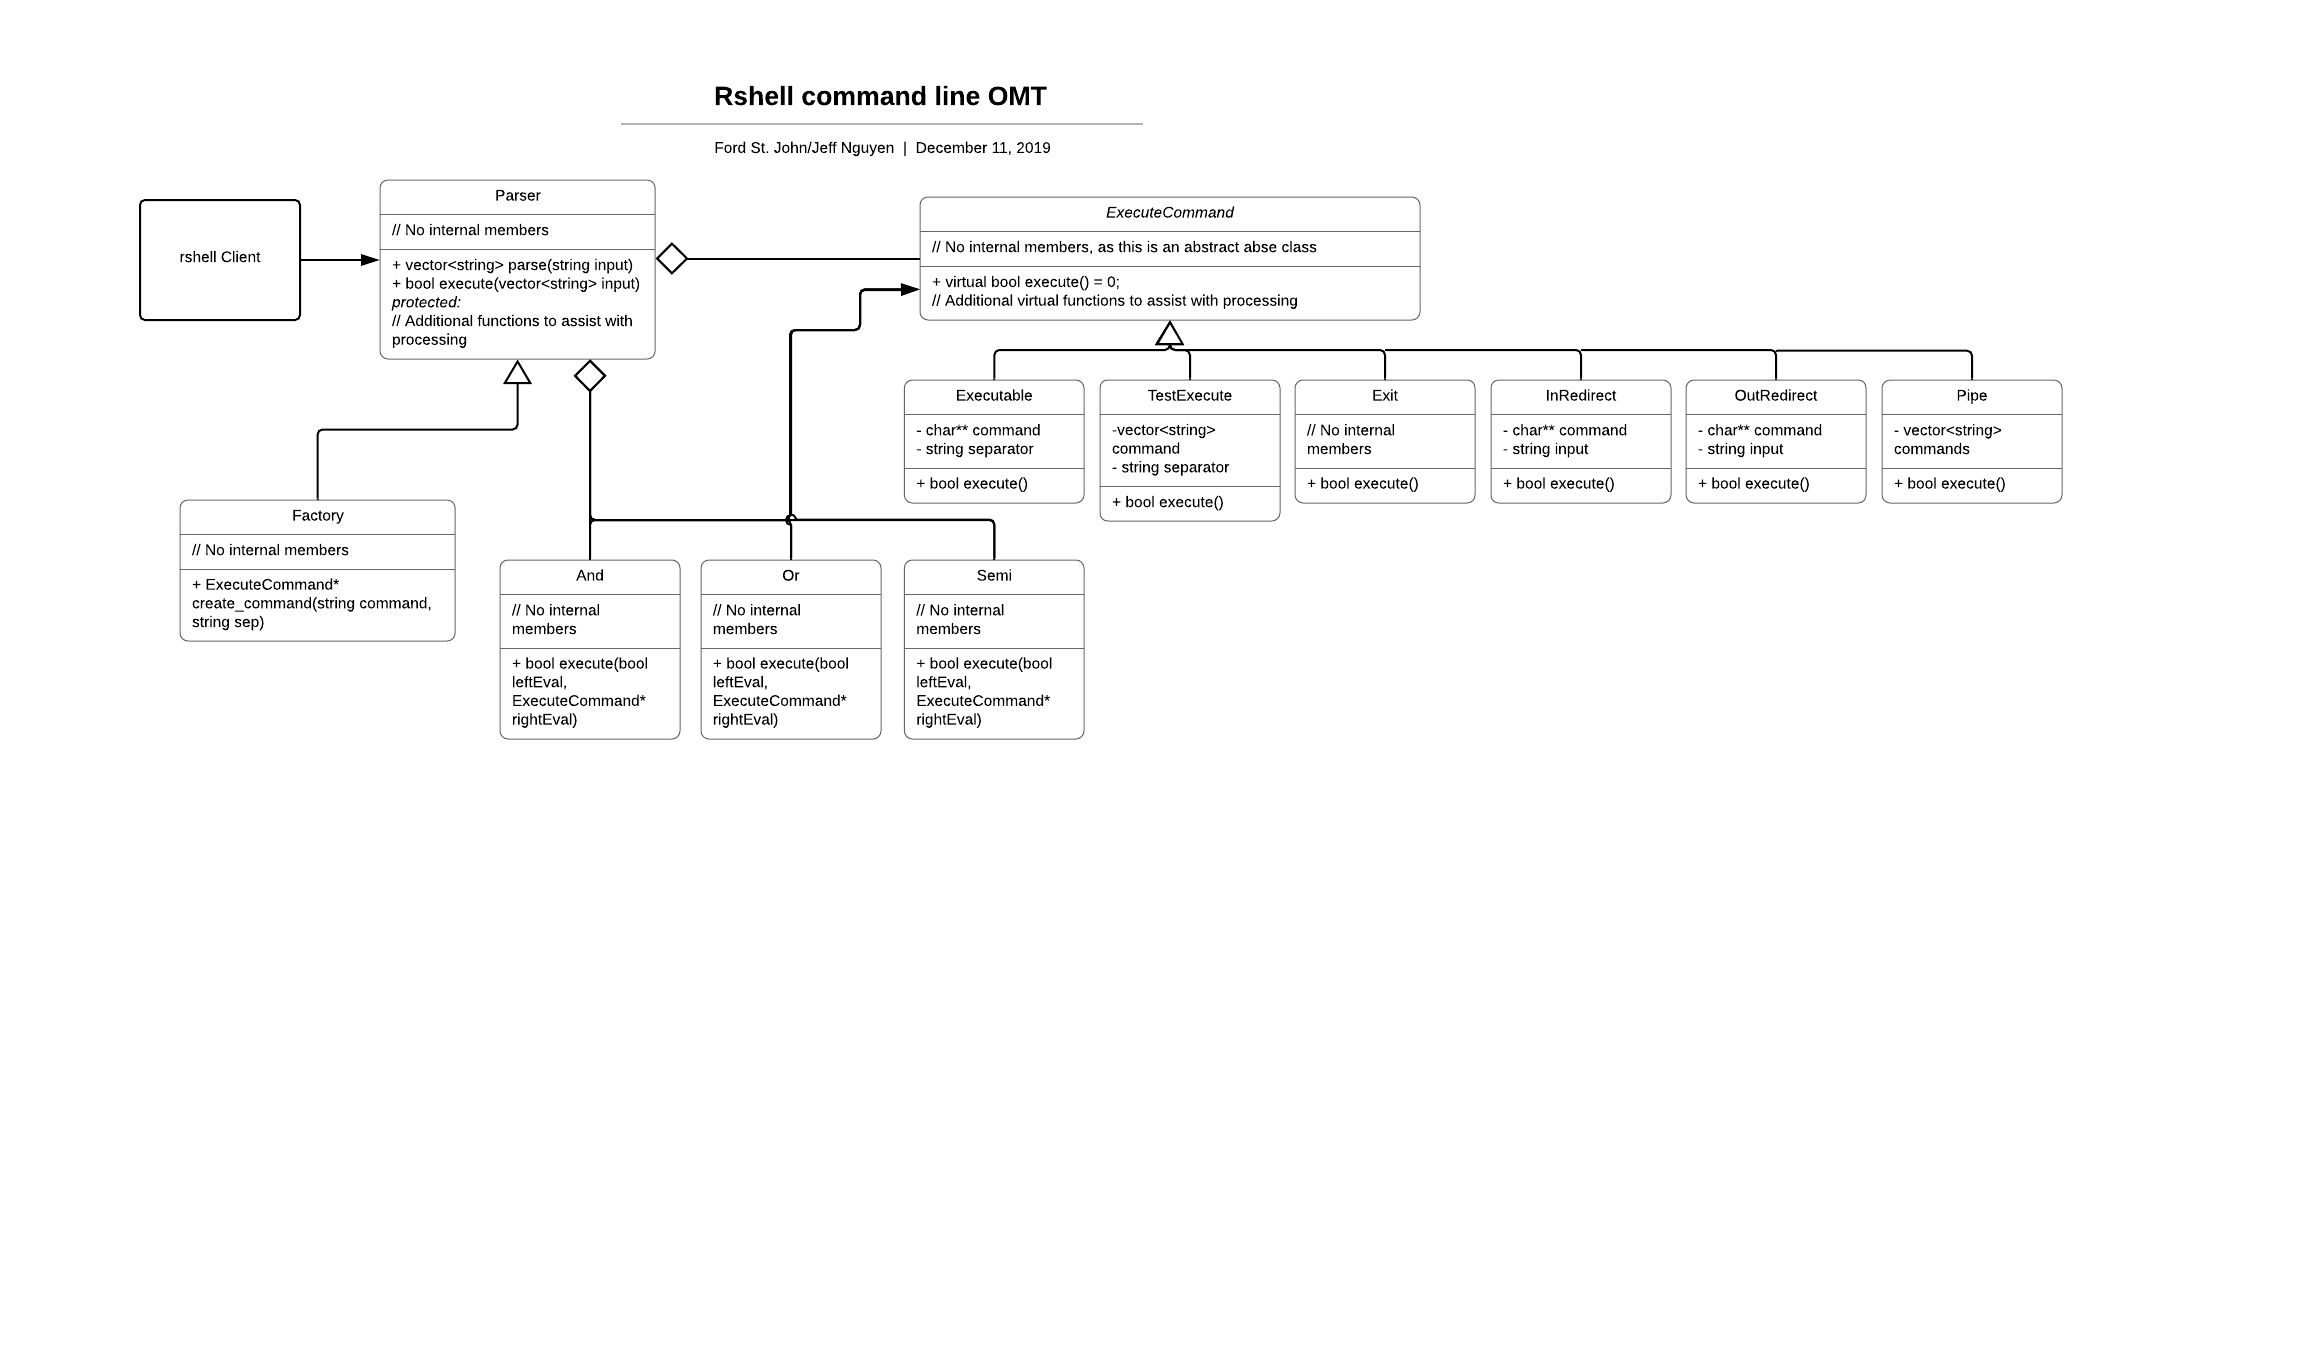 Rshell command line OMT
Ford St. John/Jeff Nguyen | December 11, 2019
rshell Client
Parser
// No internal members
+ vector<string> parse(string input)
+ bool execute(vector<string> input)
protected:
// Additional functions to assist with
processing
ExecuteCommand
// No internal members, as this is an abstract abse class
+ virtual bool execute() = 0;
// Additional virtual functions to assist with processing
Executable
- char** command
- string separator
+ bool execute()
TestExecute
-vector<string>
command
- string separator
+ bool execute()
Exit
// No internal
members
+ bool execute()
InRedirect
- char** command
- string input
+ bool execute()
OutRedirect
- char** command
- string input
+ bool execute()
Pipe
- vector<string>
commands
+ bool execute()
Factory
// No internal members
+ ExecuteCommand*
create_command(string command,
string sep)
And
// No internal
members
+ bool execute(bool
leftEval,
ExecuteCommand*
rightEval)
Or
// No internal
members
+ bool execute(bool
leftEval,
ExecuteCommand*
rightEval)
Semi
// No internal
members
+ bool execute(bool
leftEval,
ExecuteCommand*
rightEval)